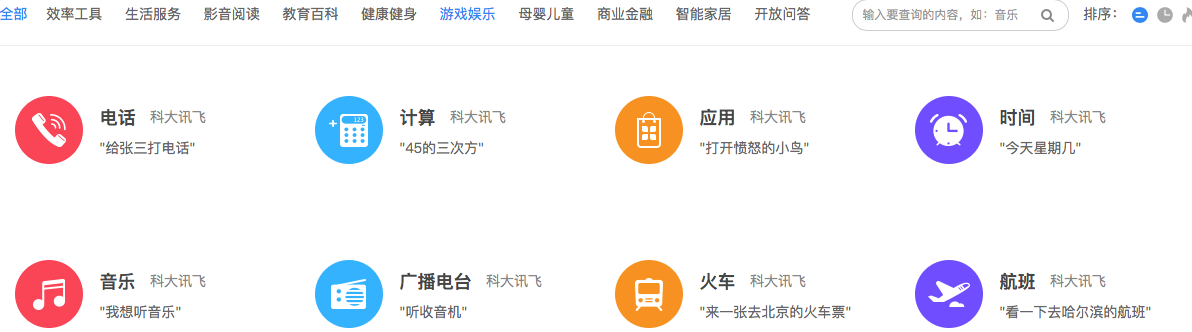 全部 效率工具 生活服务 影音阅读 教育百科 健康健身 游戏娱乐 母婴儿童 商业金融 智能家居 开放问答 输入要查询的内容，如：音乐 排序：
电话 科大讯飞 计算 科大讯飞 应用 科大讯飞 时间 科大讯飞
"给张三打电话" "45的三次方" "打开愤怒的小鸟" "今天星期几"
音乐 科大讯飞 广播电台 科大讯飞 火车 科大讯飞 航班 科大讯飞
"我想听音乐" "听收音机" "来一张去北京的火车票" "看一下去哈尔滨的航班"
123